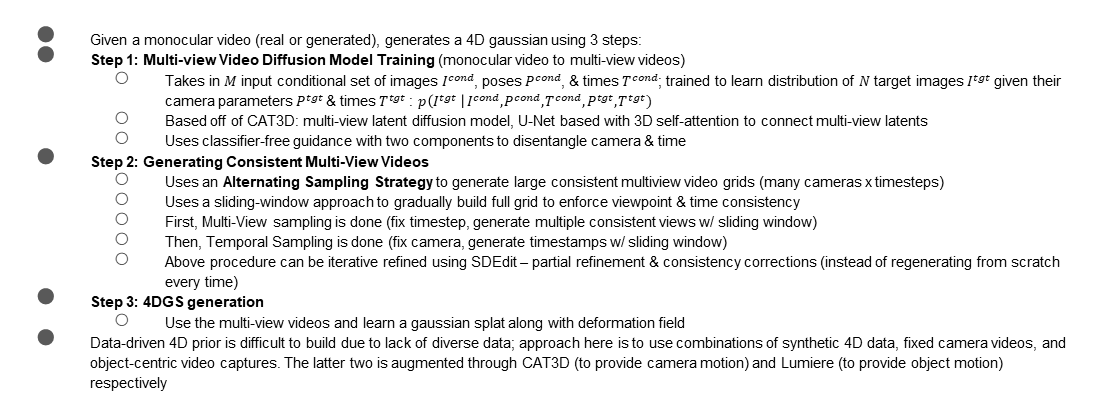 Given a monocular video (real or generated), generates a 4D gaussian using 3 steps:
Step 1: Multi-view Video Diffusion Model Training (monocular video to multi-view videos)
Takes in M input conditional set of images I^cond, poses P^cond, & times T^cond; trained to learn distribution of N target images I^tgt given their
camera parameters P^tgt & times T^tgt : p(I^tgt | I^cond,P^cond,T^cond,P^tgt,T^tgt)
Based off of CAT3D: multi-view latent diffusion model, U-Net based with 3D self-attention to connect multi-view latents
Uses classifier-free guidance with two components to disentangle camera & time
Step 2: Generating Consistent Multi-View Videos
Uses an Alternating Sampling Strategy to generate large consistent multiview video grids (many cameras x timesteps)
Uses a sliding-window approach to gradually build full grid to enforce viewpoint & time consistency
First, Multi-View sampling is done (fix timestep, generate multiple consistent views w/ sliding window)
Then, Temporal Sampling is done (fix camera, generate timestamps w/ sliding window)
Above procedure can be iterative refined using SDEdit – partial refinement & consistency corrections (instead of regenerating from scratch
every time)
Step 3: 4DGS generation
Use the multi-view videos and learn a gaussian splat along with deformation field
Data-driven 4D prior is difficult to build due to lack of diverse data; approach here is to use combinations of synthetic 4D data, fixed camera videos, and
object-centric video captures. The latter two is augmented through CAT3D (to provide camera motion) and Lumiere (to provide object motion)
respectively